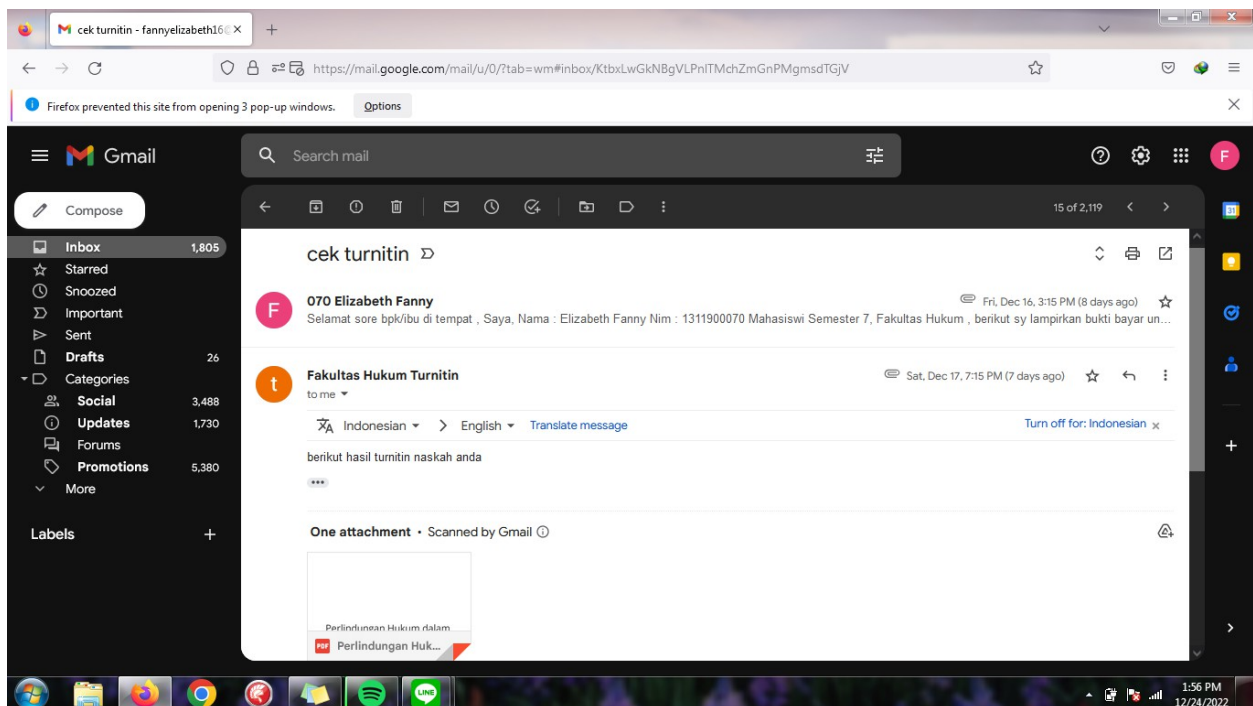 cek turnitin - fannyelizabeth16
https://mail.google.com/mail/u/0/?tab=wm#inbox/KtbxLwGkNBgVLPnlTMchZmGnPMgmsdTGjV
Firefox prevented this site from opening 3 pop-up windows. Options
Gmail
Search mail
F
Compose
15 of 2,119
31
Inbox 1,805
Starred
Snoozed
Important
Sent
Drafts 26
Categories
Social 3,488
Updates 1,730
Forums
Promotions 5,380
More
Labels
cek turnitin
F
070 Elizabeth Fanny Fri, Dec 16, 3:15 PM (8 days ago)
Selamat sore bpk/ibu di tempat , Saya, Nama : Elizabeth Fanny Nim : 1311900070 Mahasiswi Semester 7, Fakultas Hukum , berikut sy lampirkan bukti bayar un...
t
Fakultas Hukum Turnitin Sat, Dec 17, 7:15 PM (7 days ago)
to me
Indonesian > English Translate message Turn off for: Indonesian x
berikut hasil turnitin naskah anda
One attachment • Scanned by Gmail
Perlindungan Hukum dalam
PDF Perlindungan Huk...
LINE
1:56 PM
12/24/2022